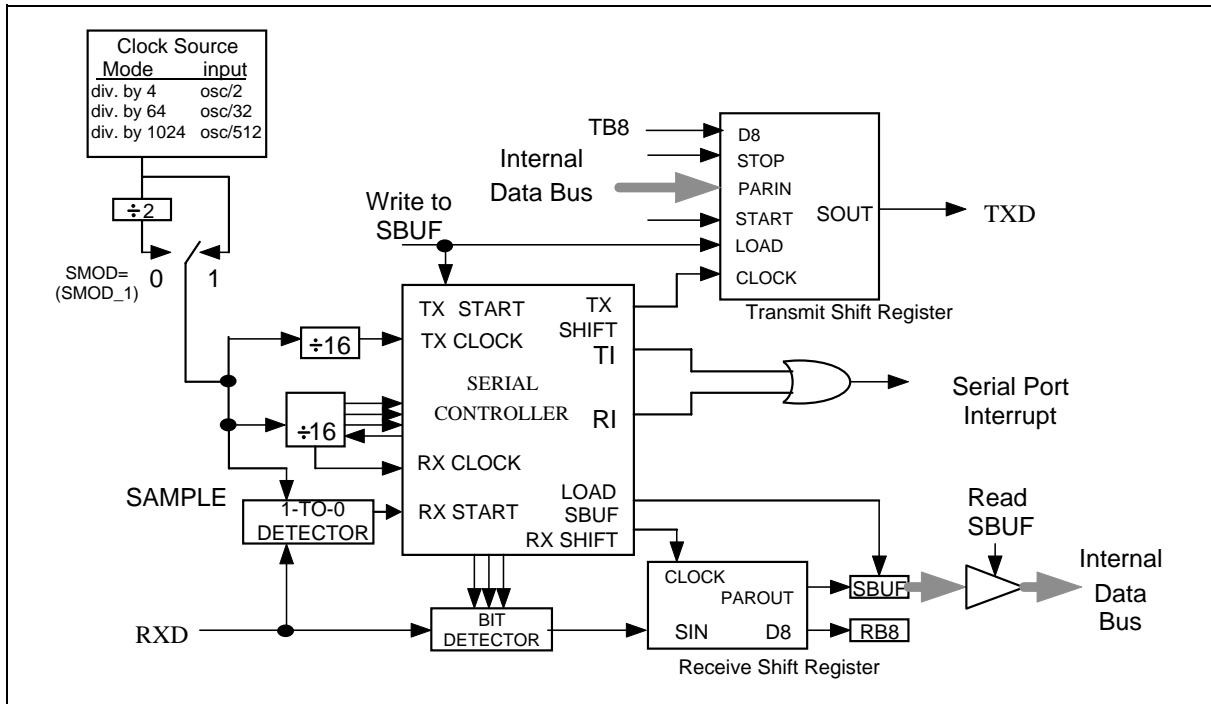 Clock Source
Mode input
div. by 4 osc/2
div. by 64 osc/32
div. by 1024 osc/512
÷2
SMOD=
(SMOD_1)
0
1
TB8
Internal
Data Bus
Write to
SBUF
D8
STOP
PARIN
START
LOAD
CLOCK
SOUT
TXD
Transmit Shift Register
÷16
÷16
TX START
TX CLOCK
SERIAL
CONTROLLER
RX CLOCK
RX START
TX
SHIFT
TI
RI
LOAD
SBUF
RX SHIFT
Serial Port
Interrupt
SAMPLE
1-TO-0
DETECTOR
RXD
BIT
DETECTOR
CLOCK
PAROUT
SIN D8
Receive Shift Register
SBUF
RB8
Read
SBUF
Internal
Data
Bus